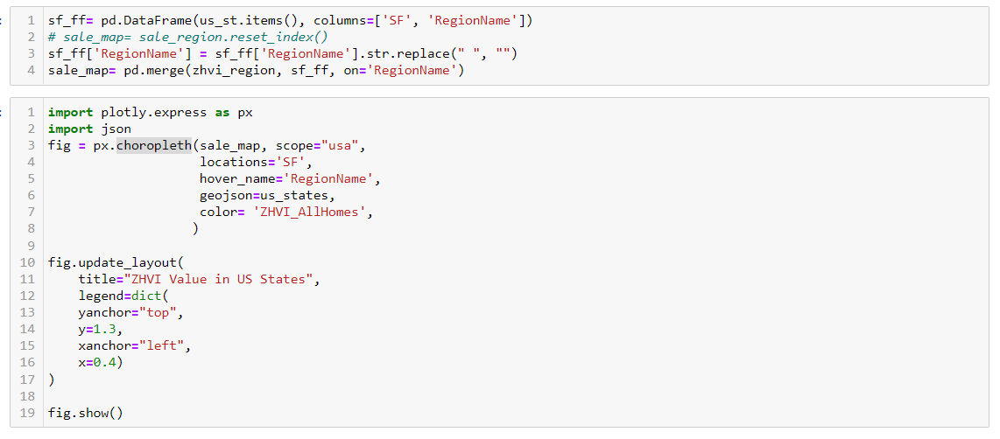 1 sf_ff= pd.DataFrame(us_st.items(), columns=['SF', 'RegionName'])
2 # sale_map= sale_region.reset_index()
3 sf_ff['RegionName'] = sf_ff['RegionName'].str.replace(" ", "")
4 sale_map= pd.merge(zhvi_region, sf_ff, on='RegionName')
1 import plotly.express as px
2 import json
3 fig = px.choropleth(sale_map, scope="usa",
4                     locations='SF',
5                     hover_name='RegionName',
6                     geojson=us_states,
7                     color= 'ZHVI_AllHomes',
8                    )
9
10 fig.update_layout(
11     title="ZHVI Value in US States",
12     legend=dict(
13     yanchor="top",
14     y=1.3,
15     xanchor="left",
16     x=0.4)
17 )
18
19 fig.show()